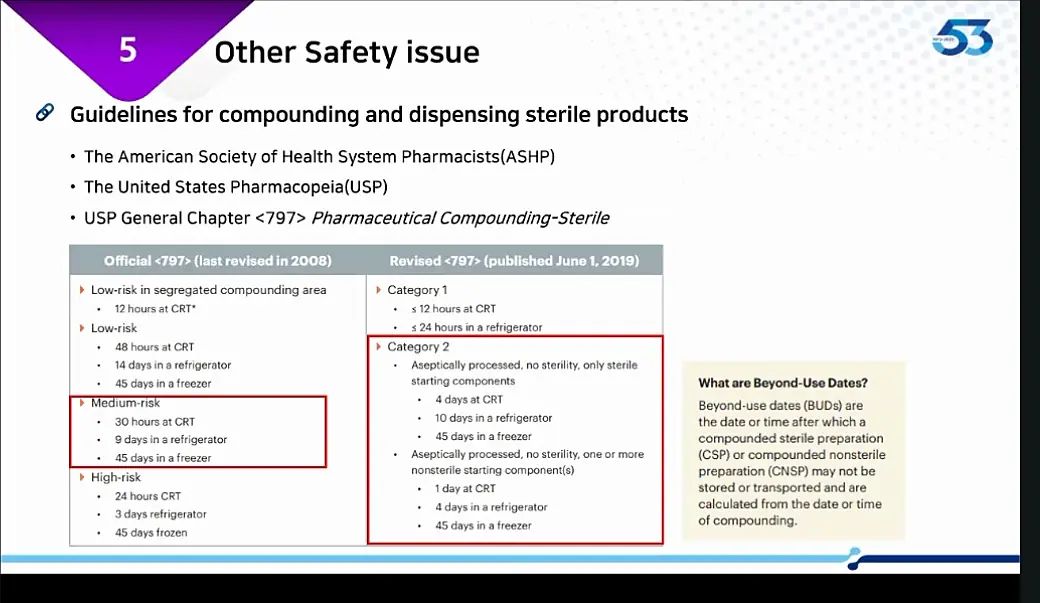 5
Other Safety issue
53
Guidelines for compounding and dispensing sterile products
• The American Society of Health System Pharmacists(ASHP)
• The United States Pharmacopeia(USP)
• USP General Chapter <797> Pharmaceutical Compounding-Sterile
Official <797> (last revised in 2008)
Low-risk in segregated compounding area
• 12 hours at CRT*
Low-risk
• 48 hours at CRT
• 14 days in a refrigerator
• 45 days in a freezer
Medium-risk
• 30 hours at CRT
• 9 days in a refrigerator
• 45 days in a freezer
High-risk
• 24 hours CRT
• 3 days refrigerator
• 45 days frozen
Revised <797> (published June 1, 2019)
Category 1
• ≤ 12 hours at CRT
• ≤ 24 hours in a refrigerator
Category 2
• Aseptically processed, no sterility, only sterile
starting components
• 4 days at CRT
• 10 days in a refrigerator
• 45 days in a freezer
• Aseptically processed, no sterility, one or more
nonsterile starting component(s)
• 1 day at CRT
• 4 days in a refrigerator
• 45 days in a freezer
What are Beyond-Use Dates?
Beyond-use dates (BUDs) are
the date or time after which a
compounded sterile preparation
(CSP) or compounded nonsterile
preparation (CNSP) may not be
stored or transported and are
calculated from the date or time
of compounding.